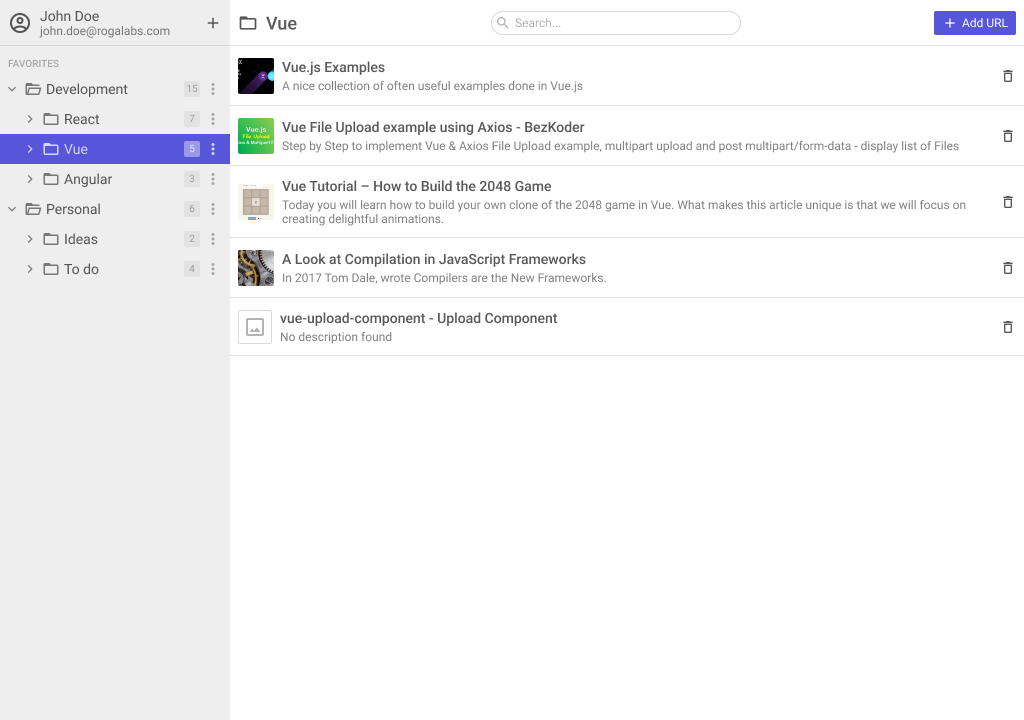 John Doe
john.doe@rogalabs.com
FAVORITES
Development 15
React 7
Vue 5
Angular 3
Personal 6
Ideas 2
To do 4
Vue
Search...
Add URL
Vue.js Examples
A nice collection of often useful examples done in Vue.js
Vue.js
File Upload
Vue File Upload example using Axios - BezKoder
Step by Step to implement Vue & Axios File Upload example, multipart upload and post multipart/form-data - display list of Files
Vue Tutorial – How to Build the 2048 Game
Today you will learn how to build your own clone of the 2048 game in Vue. What makes this article unique is that we will focus on
creating delightful animations.
A Look at Compilation in JavaScript Frameworks
In 2017 Tom Dale, wrote Compilers are the New Frameworks.
vue-upload-component - Upload Component
No description found